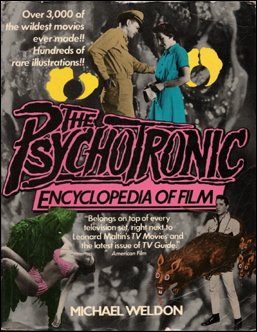 Over 3,000 of
the wildest movies
ever made!!
Hundreds of
rare illustrations!!
THE
PSYCHOTRONIC
ENCYCLOPEDIA OF FILM
"Belongs on top of every
television set, right next to
Leonard Maltin's TV Movies and
the latest issue of TV Guide."
American Film
MICHAEL WELDON